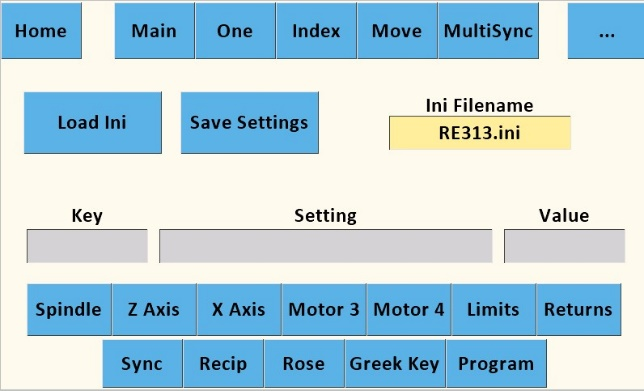 Home Main One Index Move MultiSync ...
Load Ini Save Settings Ini Filename
RE313.ini
Key Setting Value
Spindle Z Axis X Axis Motor 3 Motor 4 Limits Returns
Sync Recip Rose Greek Key Program